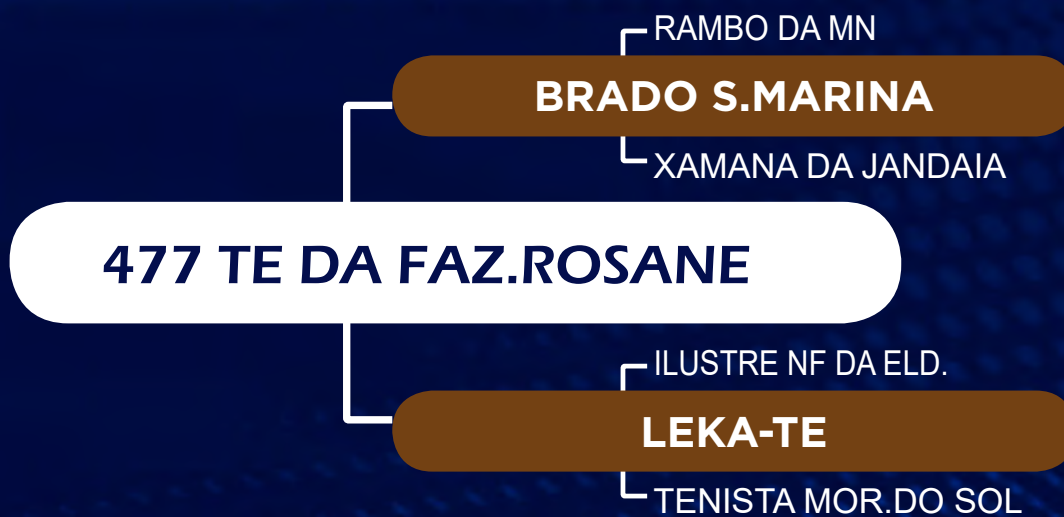 RAMBO DA MN
BRADO S.MARINA
XAMANA DA JANDAIA
477 TE DA FAZ.ROSANE
ILUSTRE NF DA ELD.
LEKA-TE
TENISTA MOR.DO SOL